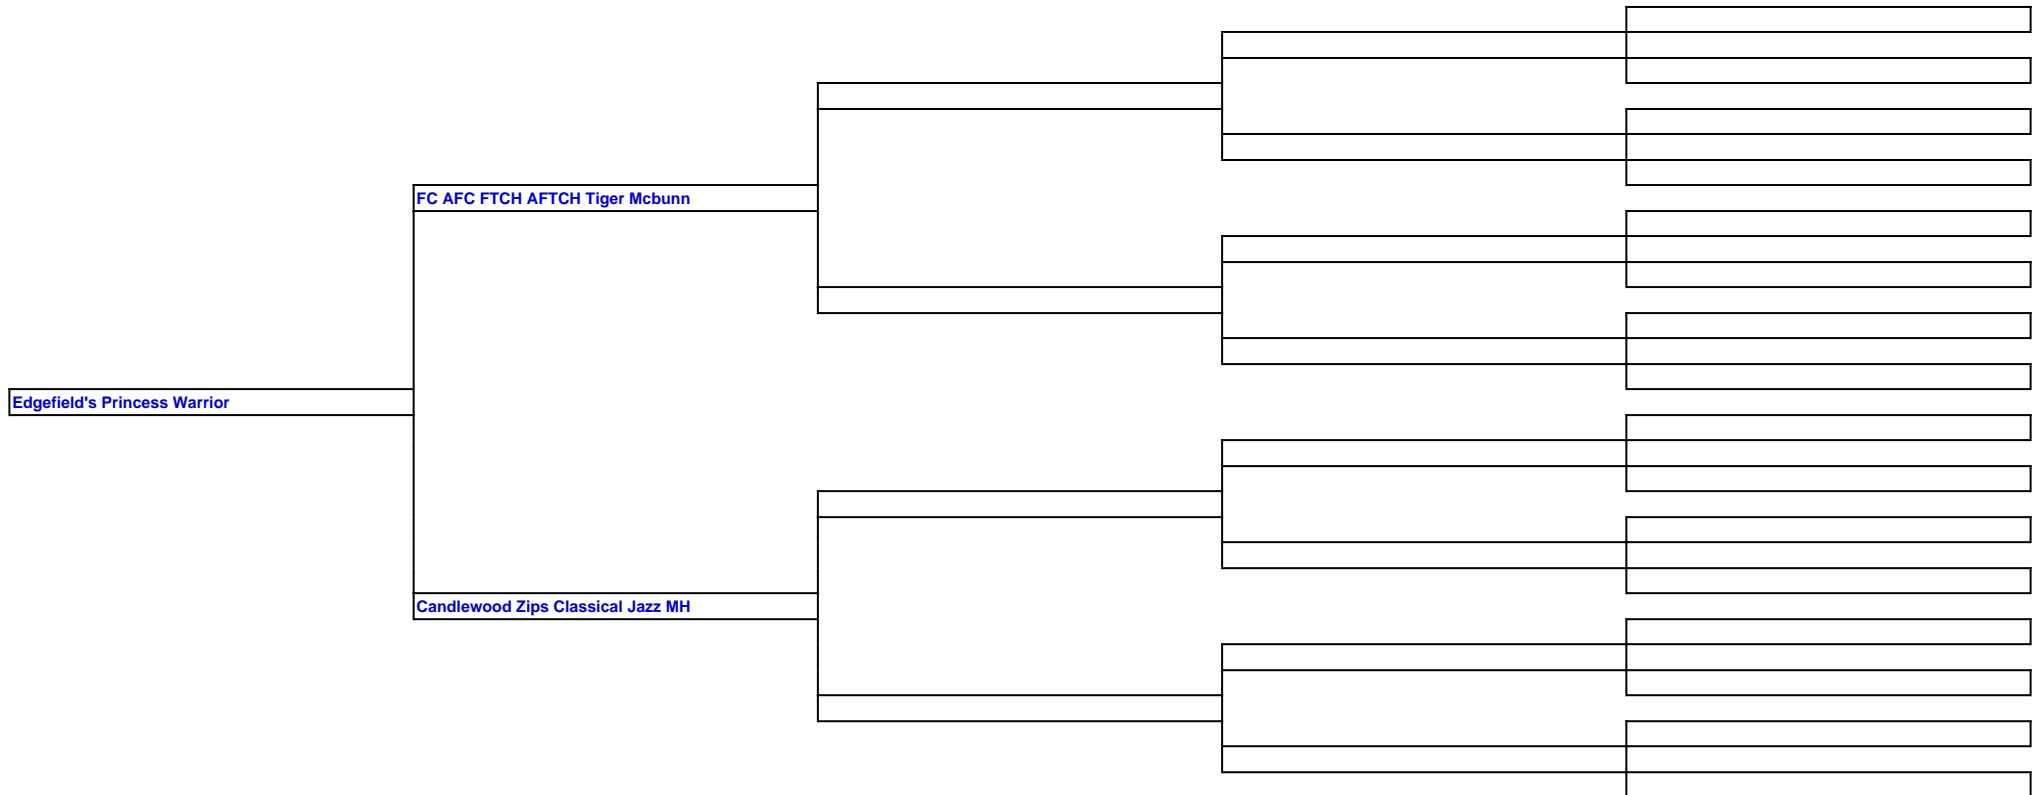 FC AFC FTCH AFTCH Tiger Mcbunn
Edgefield's Princess Warrior
Candlewood Zips Classical Jazz MH